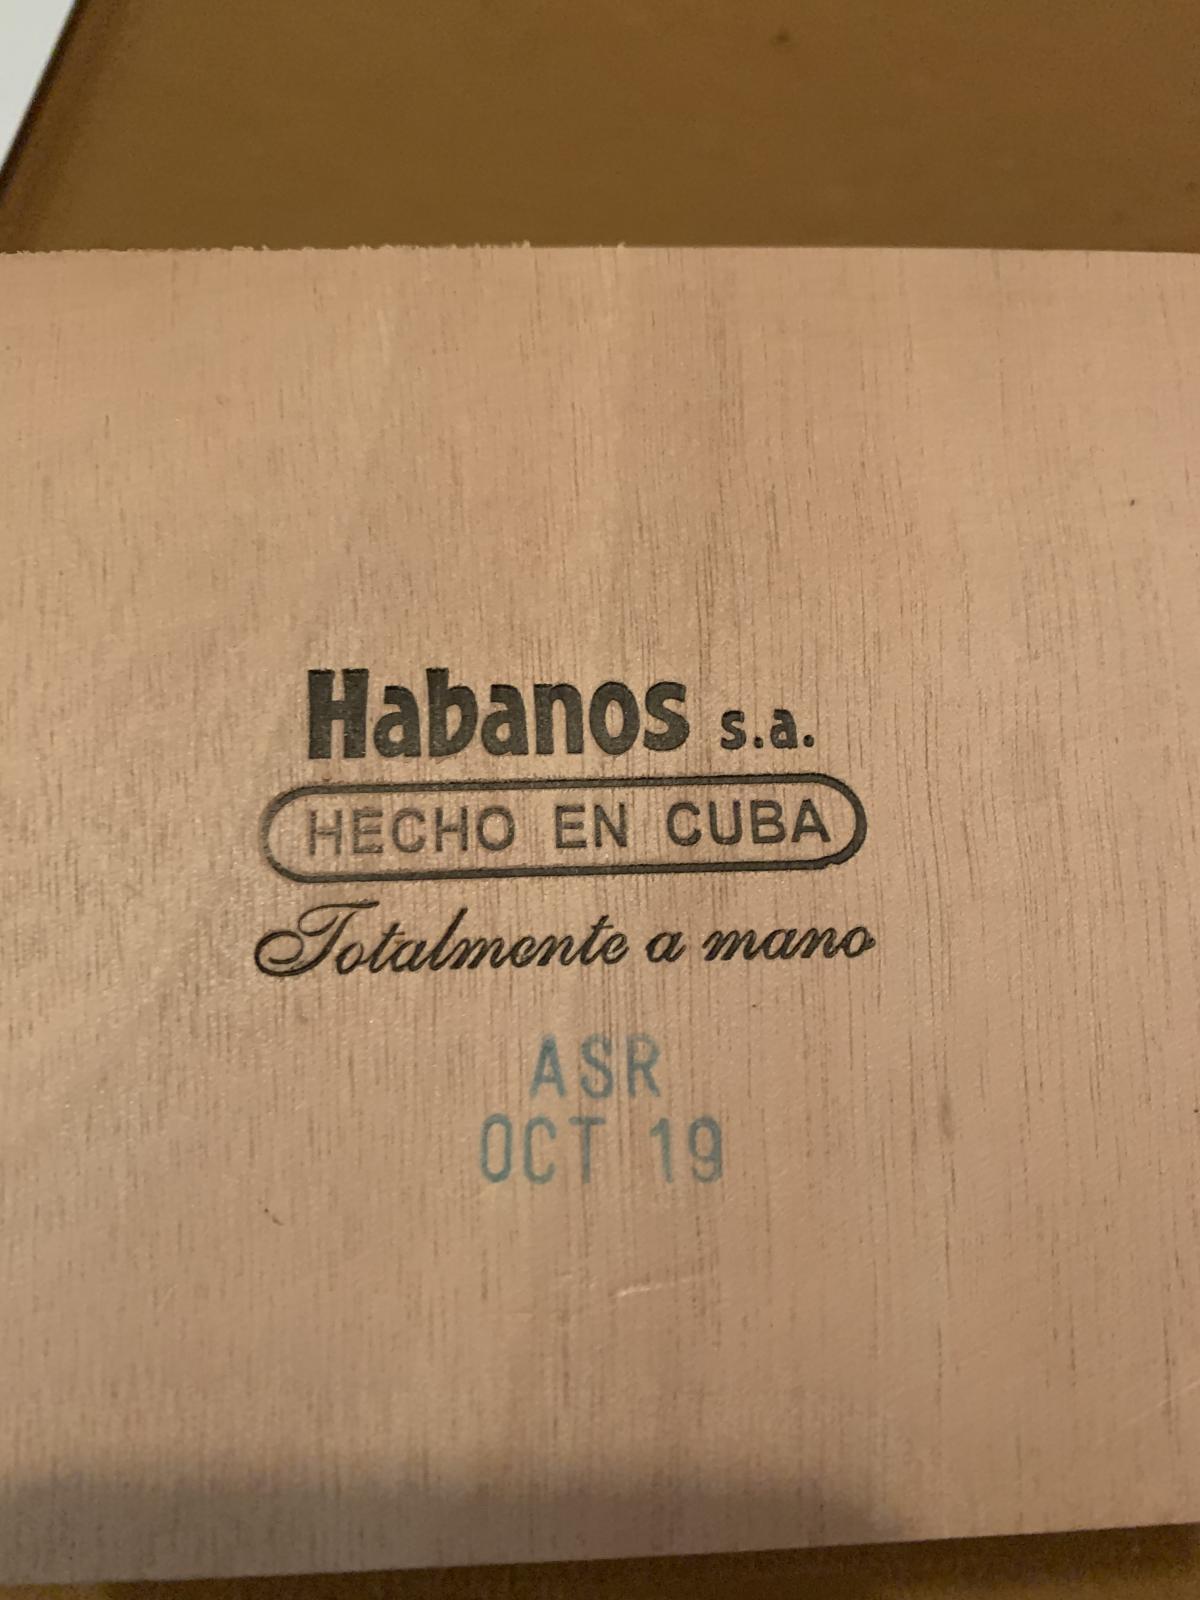 Habanos s.a.
HECHO EN CUBA
Totalmente a mano
ASR
OCT 19